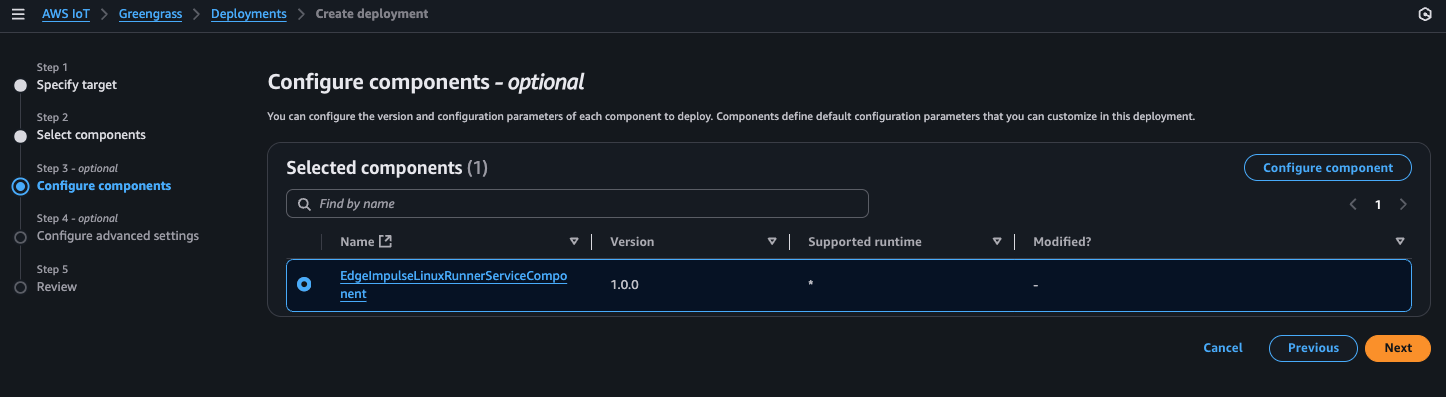 AWS IoT > Greengrass > Deployments > Create deployment
Step 1
Specify target
Step 2
Select components
Step 3 - optional
Configure components
Step 4 - optional
Configure advanced settings
Step 5
Review
Configure components - optional
You can configure the version and configuration parameters of each component to deploy. Components define default configuration parameters that you can customize in this deployment.
Selected components (1)
Configure component
Find by name
1
Name
Version
Supported runtime
Modified?
EdgeImpulseLinuxRunnerServiceCompo
nent
1.0.0
*
-
Cancel
Previous
Next